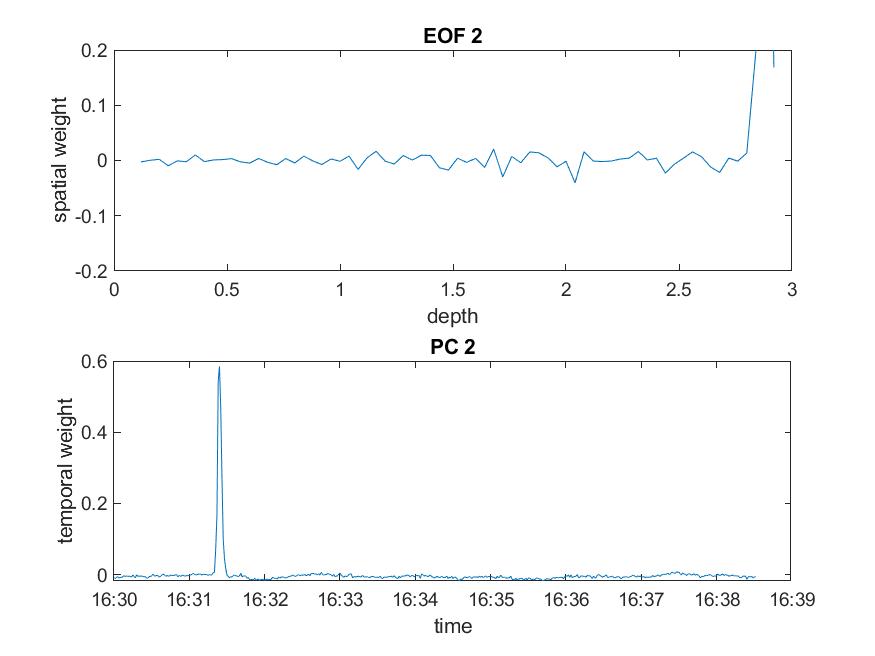 EOF 2
0.2
0.1
0
-0.1
-0.2
spatial weight
0 0.5 1 1.5 2 2.5 3
depth
PC 2
0.6
0.4
0.2
0
temporal weight
16:30 16:31 16:32 16:33 16:34 16:35 16:36 16:37 16:38 16:39
time